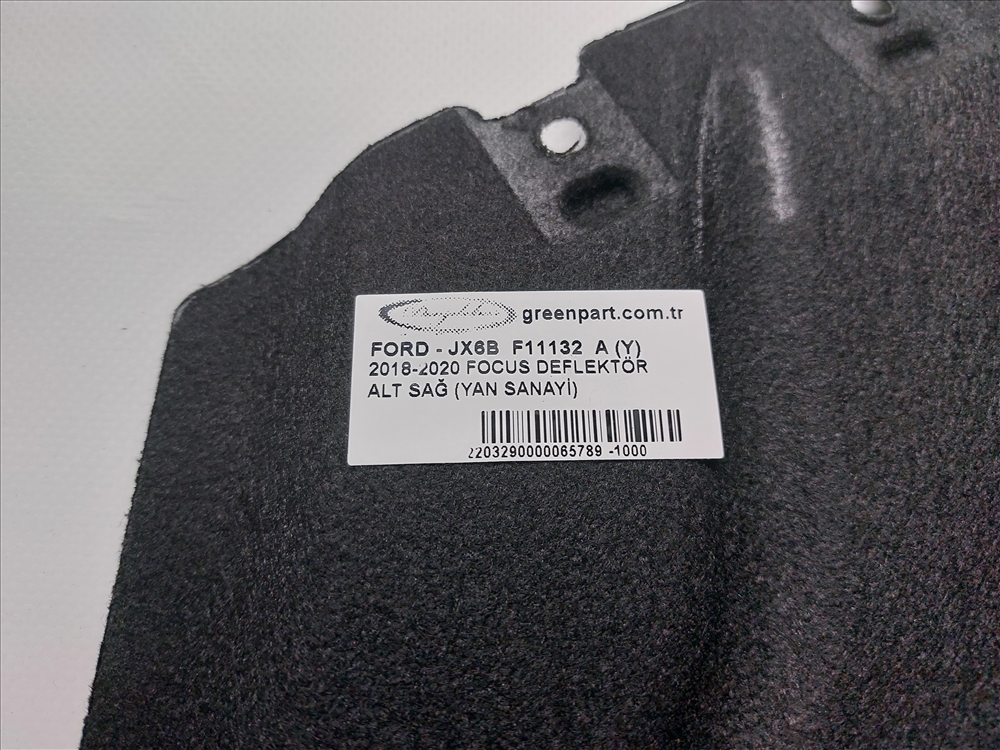 greenpart.com.tr
FORD - JX6B F11132 A (Y)
2018-2020 FOCUS DEFLEKTÖR
ALT SAĞ (YAN SANAYİ)
2203290000065789 -1000